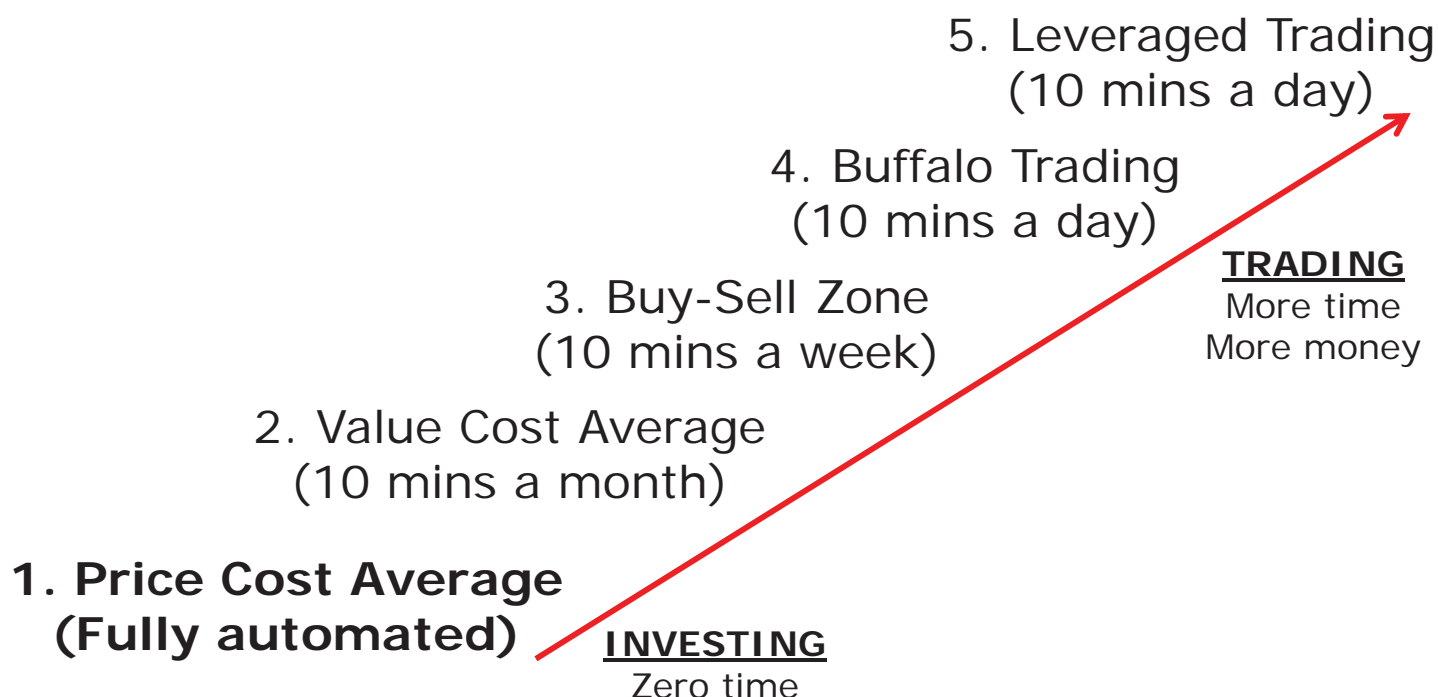 5. Leveraged Trading
(10 mins a day)
4. Buffalo Trading
(10 mins a day)
TRADING
More time
More money
3. Buy-Sell Zone
(10 mins a week)
2. Value Cost Average
(10 mins a month)
1. Price Cost Average
(Fully automated)
INVESTING
Zero time